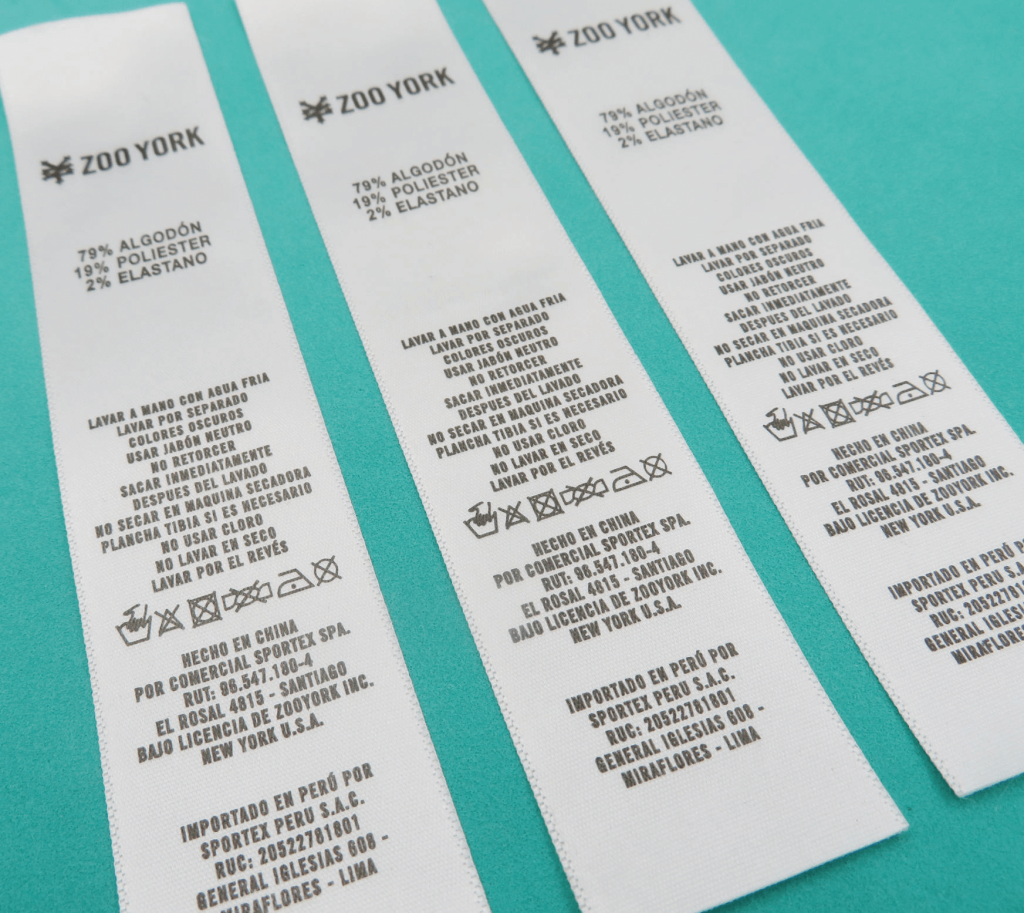 ZOO YORK
79% ALGODÓN
19% POLIESTER
2% ELASTANO
LAVAR A MANO CON AGUA FRIA
LAVAR POR SEPARADO
COLORES OSCUROS
USAR JABÓN NEUTRO
NO RETORCER
SACAR INMEDIATAMENTE
DESPUES DEL LAVADO
NO SECAR EN MAQUINA SECADORA
PLANCHA TIBIA SI ES NECESARIO
NO USAR CLORO
NO LAVAR EN SECO
LAVAR POR EL REVÉS
HECHO EN CHINA
POR COMERCIAL SPORTEX SPA.
RUT: 96.547.180-4
EL ROSAL 4815 - SANTIAGO
BAJO LICENCIA DE ZOOYORK INC.
NEW YORK U.S.A.
IMPORTADO EN PERÚ POR
SPORTEX PERU S.A.C.
RUC: 20522781801
GENERAL IGLESIAS 608 -
MIRAFLORES - LIMA
ZOO YORK
79% ALGODÓN
19% POLIESTER
2% ELASTANO
LAVAR A MANO CON AGUA FRIA
LAVAR POR SEPARADO
COLORES OSCUROS
USAR JABÓN NEUTRO
NO RETORCER
SACAR INMEDIATAMENTE
DESPUES DEL LAVADO
NO SECAR EN MAQUINA SECADORA
PLANCHA TIBIA SI ES NECESARIO
NO USAR CLORO
NO LAVAR EN SECO
LAVAR POR EL REVÉS
HECHO EN CHINA
POR COMERCIAL SPORTEX SPA.
RUT: 96.547.180-4
EL ROSAL 4815 - SANTIAGO
BAJO LICENCIA DE ZOOYORK INC.
NEW YORK U.S.A.
IMPORTADO EN PERÚ POR
SPORTEX PERU S.A.C.
RUC: 20522781801
GENERAL IGLESIAS 608 -
MIRAFLORES - LIMA
ZOO YORK
79% ALGODÓN
19% POLIESTER
2% ELASTANO
LAVAR A MANO CON AGUA FRIA
LAVAR POR SEPARADO
COLORES OSCUROS
USAR JABÓN NEUTRO
NO RETORCER
SACAR INMEDIATAMENTE
DESPUES DEL LAVADO
NO SECAR EN MAQUINA SECADORA
PLANCHA TIBIA SI ES NECESARIO
NO USAR CLORO
NO LAVAR EN SECO
LAVAR POR EL REVÉS
HECHO EN CHINA
POR COMERCIAL SPORTEX SPA.
RUT: 96.547.180-4
EL ROSAL 4815 - SANTIAGO
BAJO LICENCIA DE ZOOYORK INC.
NEW YORK U.S.A.
IMPORTADO EN PERÚ
SPORTEX PERU S.A
RUC: 2052278
GENERAL